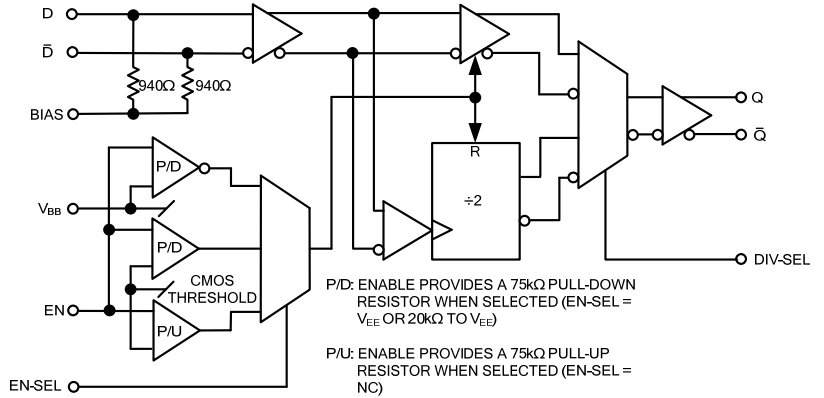 D
D̅
940Ω 940Ω
BIAS
Q
Q̅
P/D
R
VBB
÷2
P/D
CMOS
THRESHOLD
DIV-SEL
EN
P/U
EN-SEL
P/D: ENABLE PROVIDES A 75kΩ PULL-DOWN
RESISTOR WHEN SELECTED (EN-SEL =
VEE OR 20kΩ TO VEE)
P/U: ENABLE PROVIDES A 75kΩ PULL-UP
RESISTOR WHEN SELECTED (EN-SEL =
NC)